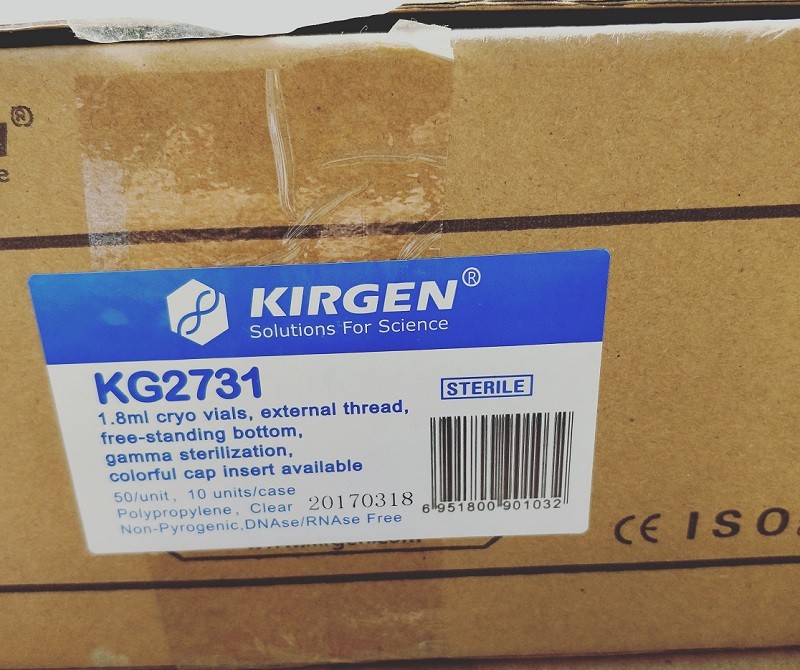 ®
e
KIRGEN®
Solutions For Science
KG2731
STERILE
1.8ml cryo vials, external thread,
free-standing bottom,
gamma sterilization,
colorful cap insert available
50/unit, 10 units/case
Polypropylene, Clear 20170318
Non-Pyrogenic,DNAse/RNAse Free
6 951800 901032
CE ISO